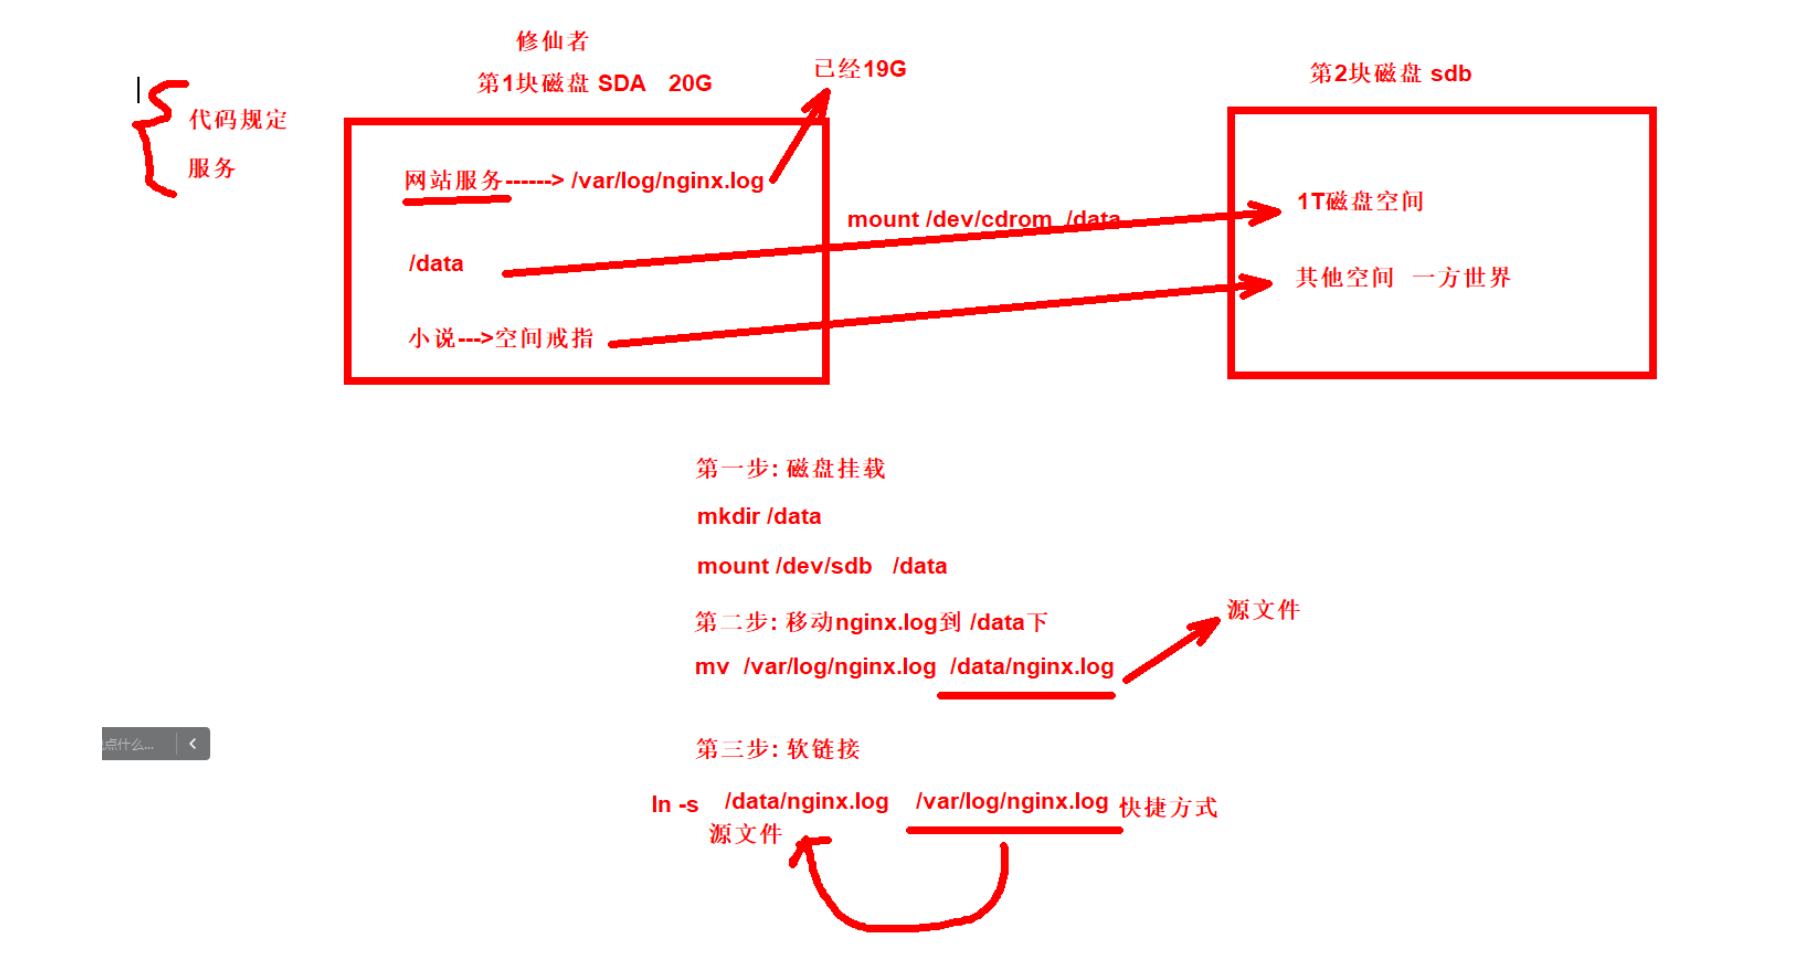 修仙者
第1块磁盘 SDA 20G
已经19G
第2块磁盘 sdb
代码规定
服务
网站服务------> /var/log/nginx.log
mount /dev/cdrom /data
1T磁盘空间
/data
其他空间 一方世界
小说--->空间戒指
第一步: 磁盘挂载
mkdir /data
mount /dev/sdb /data
第二步: 移动nginx.log到 /data下
源文件
mv /var/log/nginx.log /data/nginx.log
点什么...
第三步: 软链接
ln -s /data/nginx.log /var/log/nginx.log 快捷方式
源文件